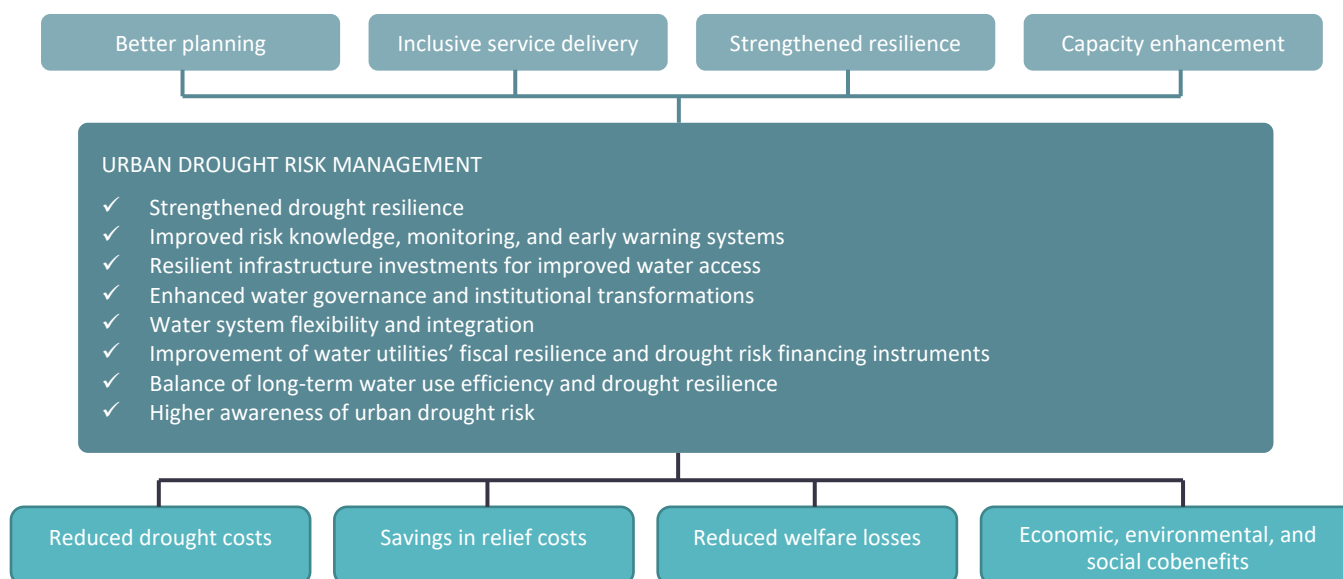 Better planning
Inclusive service delivery
Strengthened resilience
Capacity enhancement
URBAN DROUGHT RISK MANAGEMENT
✓ Strengthened drought resilience
✓ Improved risk knowledge, monitoring, and early warning systems
✓ Resilient infrastructure investments for improved water access
✓ Enhanced water governance and institutional transformations
✓ Water system flexibility and integration
✓ Improvement of water utilities’ fiscal resilience and drought risk financing instruments
✓ Balance of long-term water use efficiency and drought resilience
✓ Higher awareness of urban drought risk
Reduced drought costs
Savings in relief costs
Reduced welfare losses
Economic, environmental, and
social cobenefits